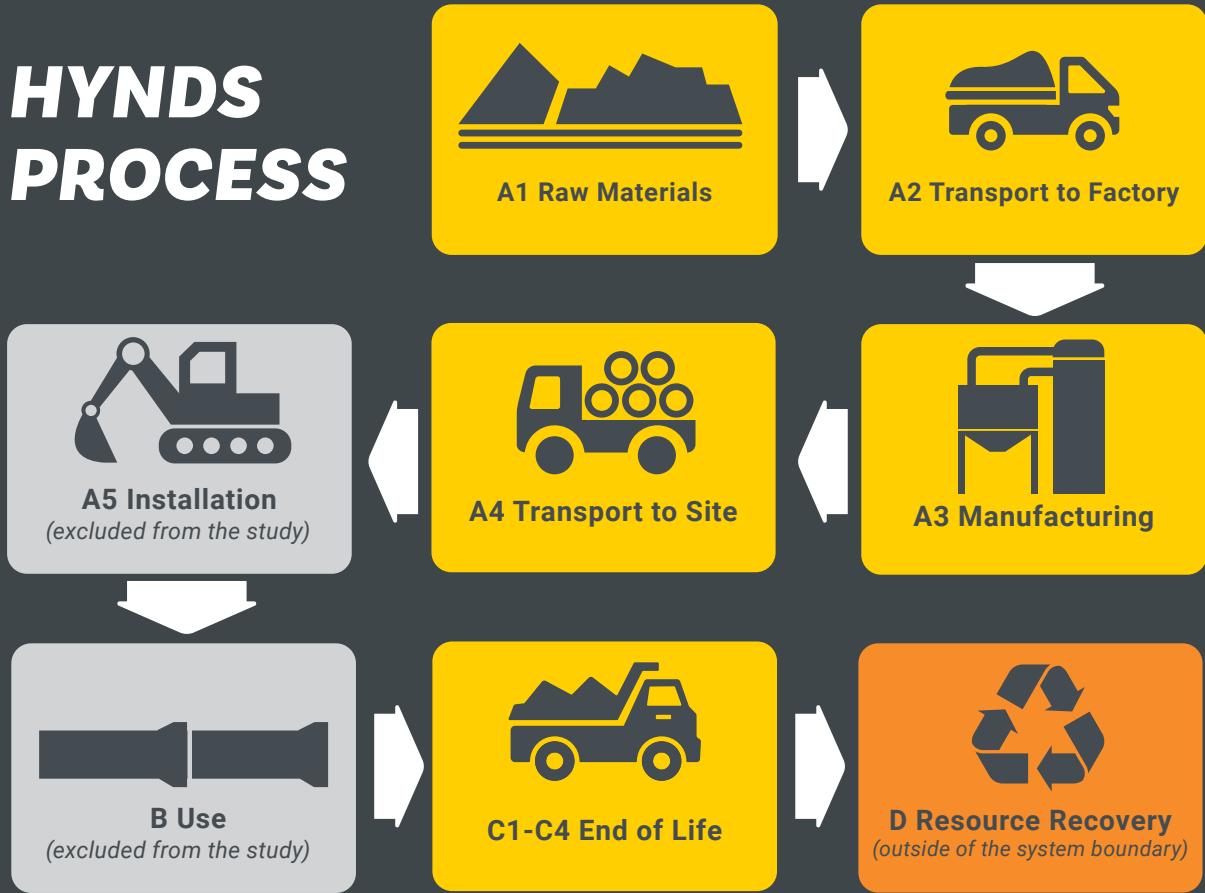 HYNDS
PROCESS
A1 Raw Materials
A2 Transport to Factory
A3 Manufacturing
A4 Transport to Site
A5 Installation
(excluded from the study)
B Use
(excluded from the study)
C1-C4 End of Life
D Resource Recovery
(outside of the system boundary)